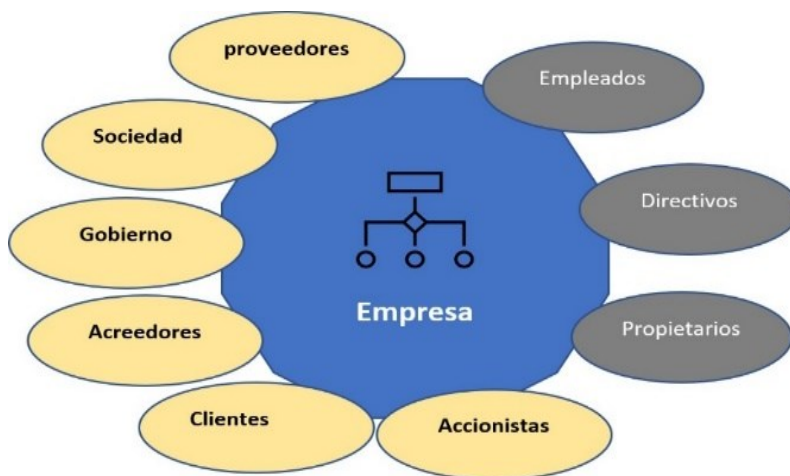 proveedores
Empleados
Sociedad
Directivos
Gobierno
Empresa
Propietarios
Acreedores
Clientes
Accionistas